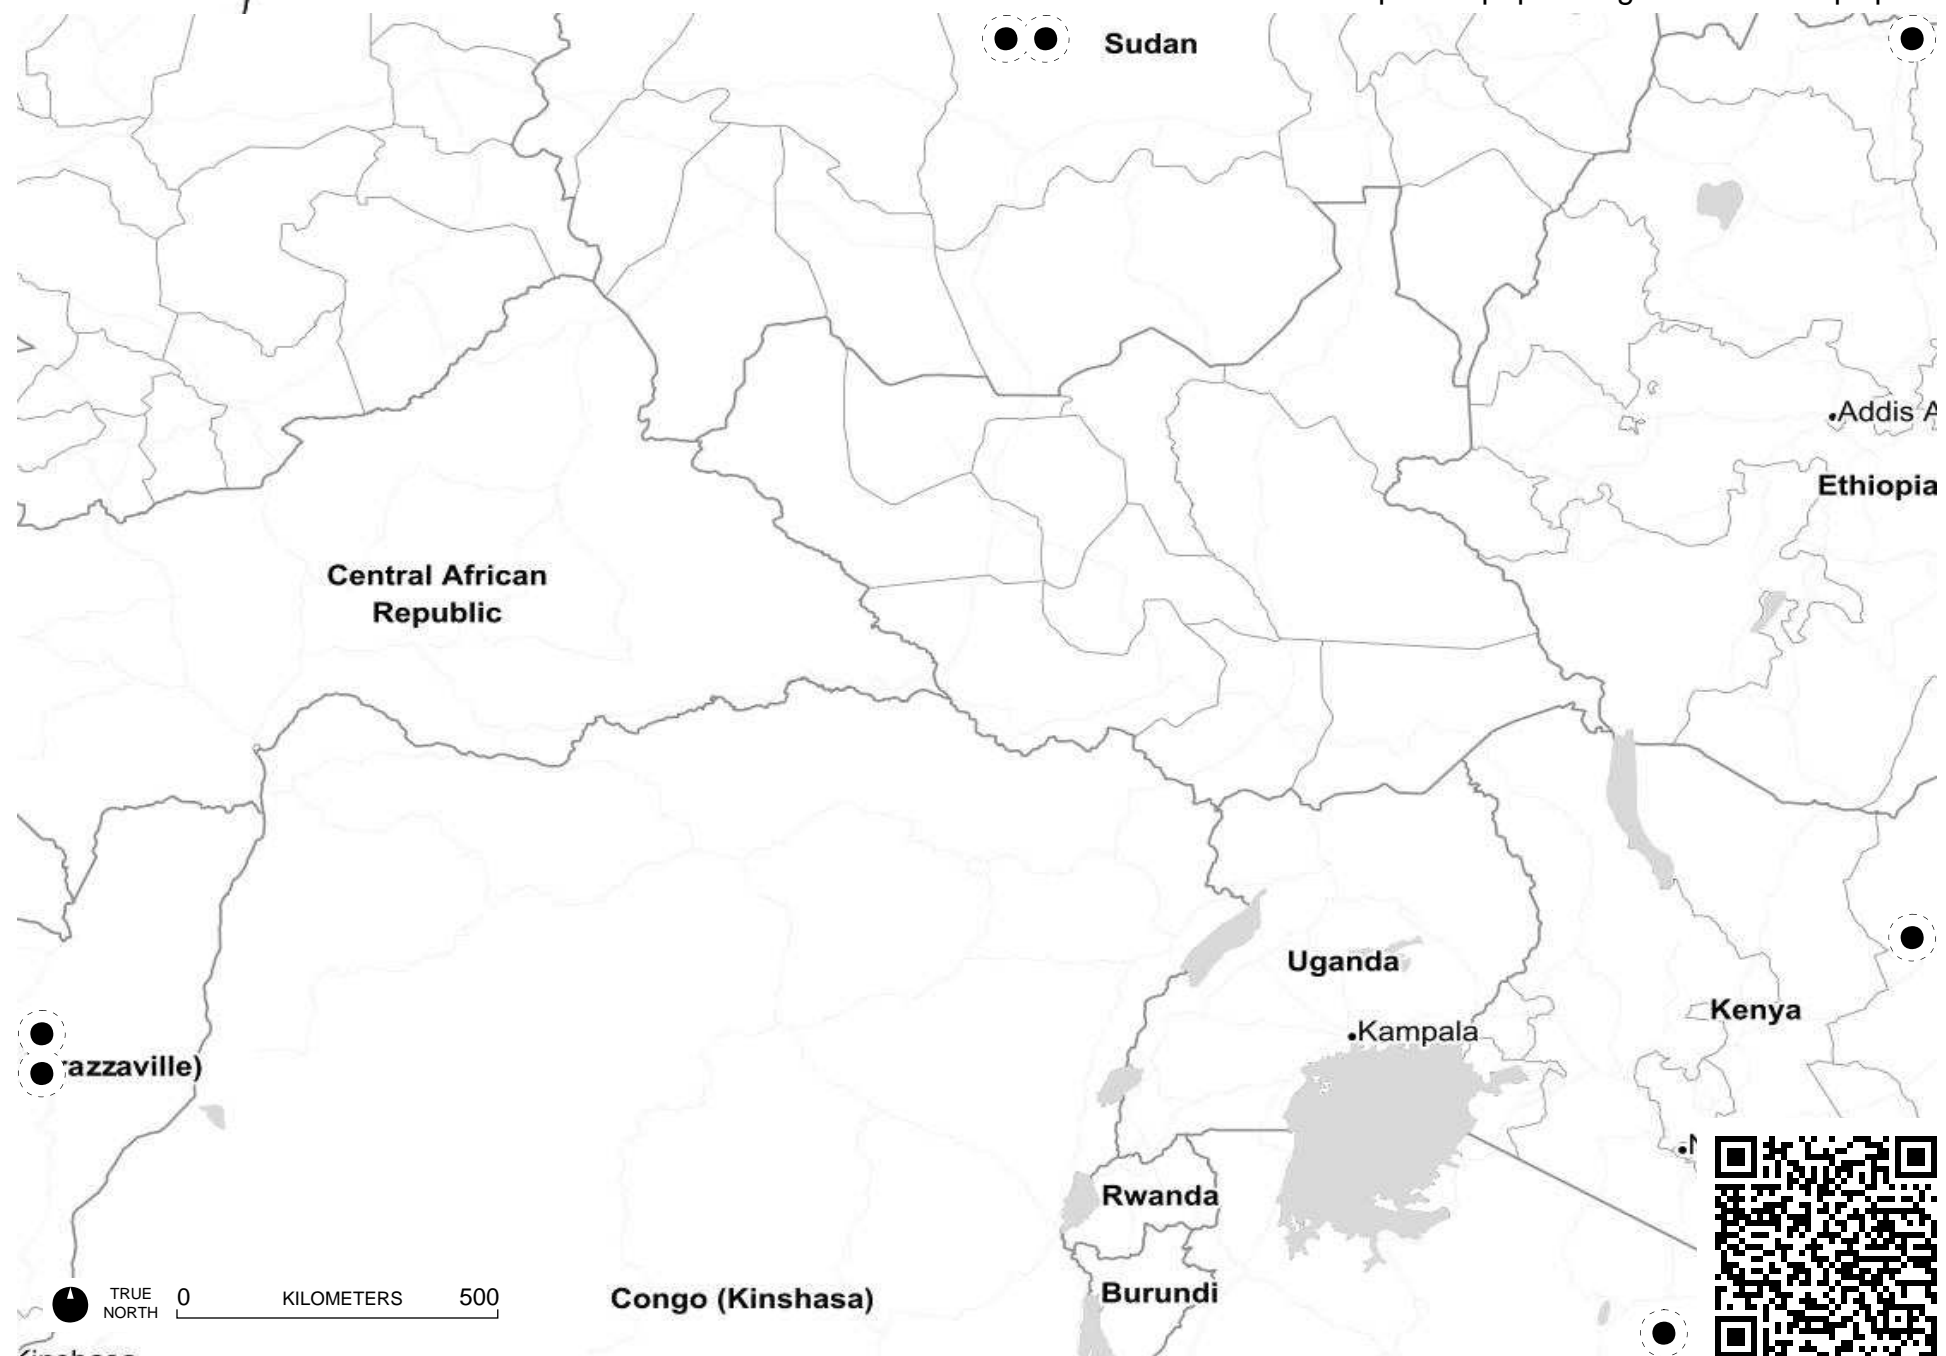 Sudan
Addis A
Ethiopia
Central African
Republic
Uganda
Kenya
Kampala
razzaville)
Rwanda
TRUE
NORTH
0 KILOMETERS 500
Congo (Kinshasa)
Burundi